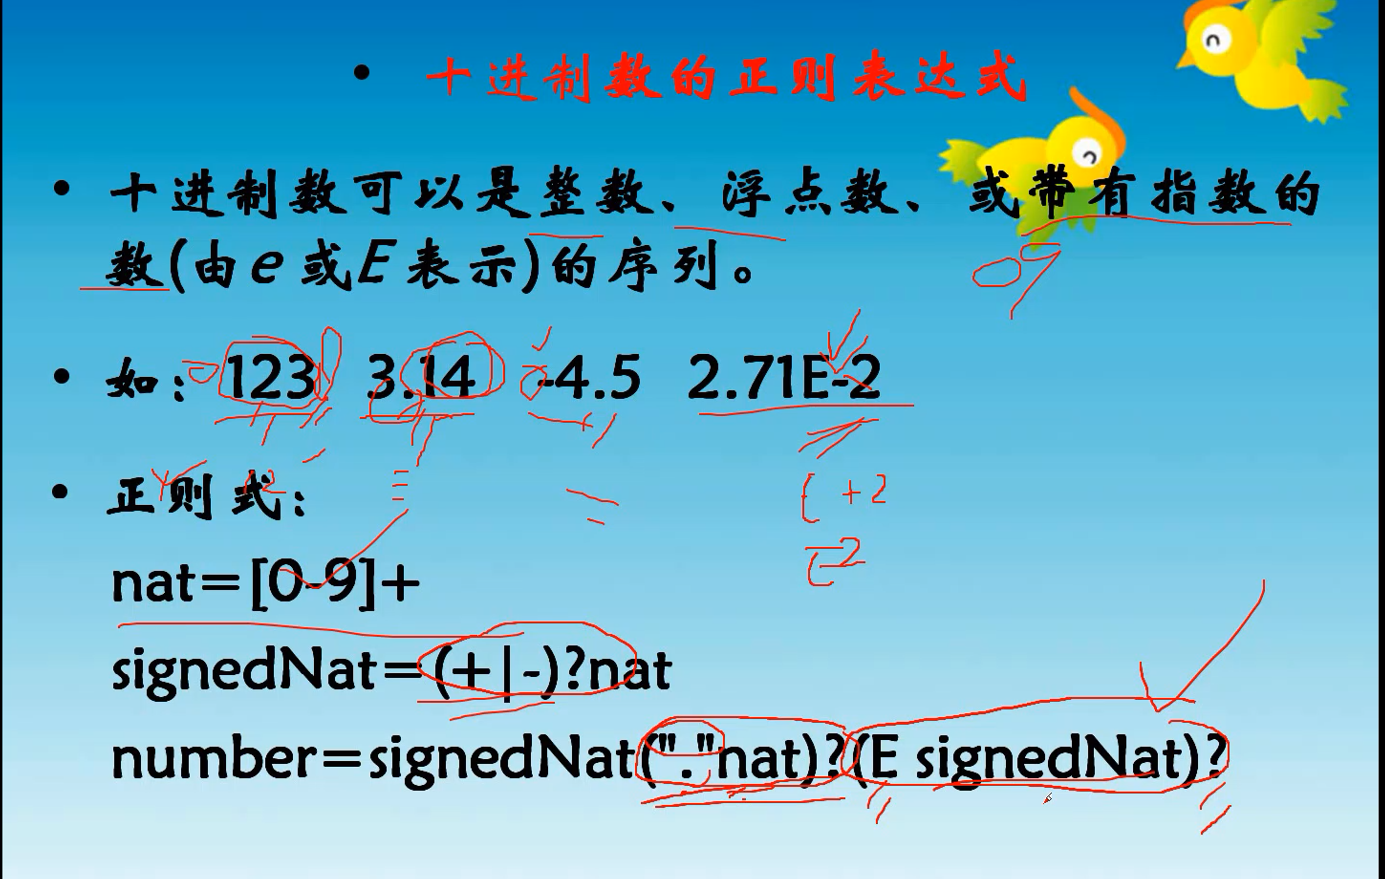 十进制数的正则表达式
十进制数可以是整数、浮点数、或带有指数的
数(由e或E表示)的序列。
如：123 3.14 -4.5 2.71E-2
正则式：
nat=[0-9]+
signedNat=(+|-)?nat
number=signedNat("."nat)?(E signedNat)?
+2